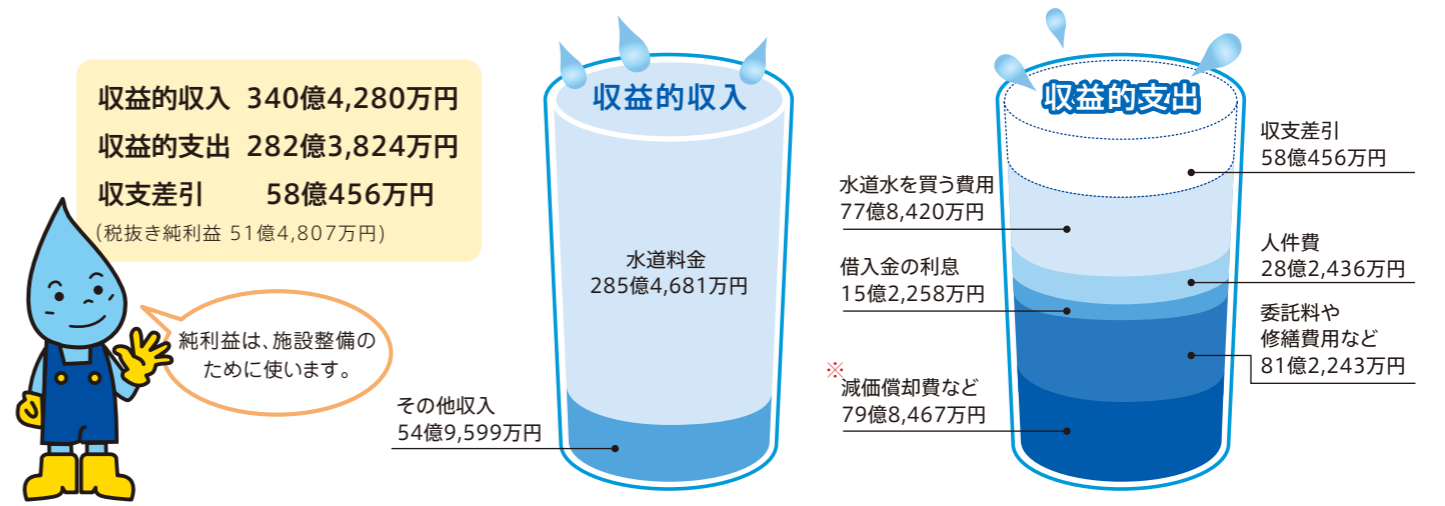 収益的収入 340億4,280万円
収益的支出 282億3,824万円
収支差引 58億456万円
(税抜き純利益 51億4,807万円)
純利益は、施設整備の
ために使います。
収益的収入
水道料金
285億4,681万円
その他収入
54億9,599万円
収益的支出
収支差引
58億456万円
水道水を買う費用
77億8,420万円
人件費
28億2,436万円
借入金の利息
15億2,258万円
委託料や
修繕費用など
81億2,243万円
※
減価償却費など
79億8,467万円